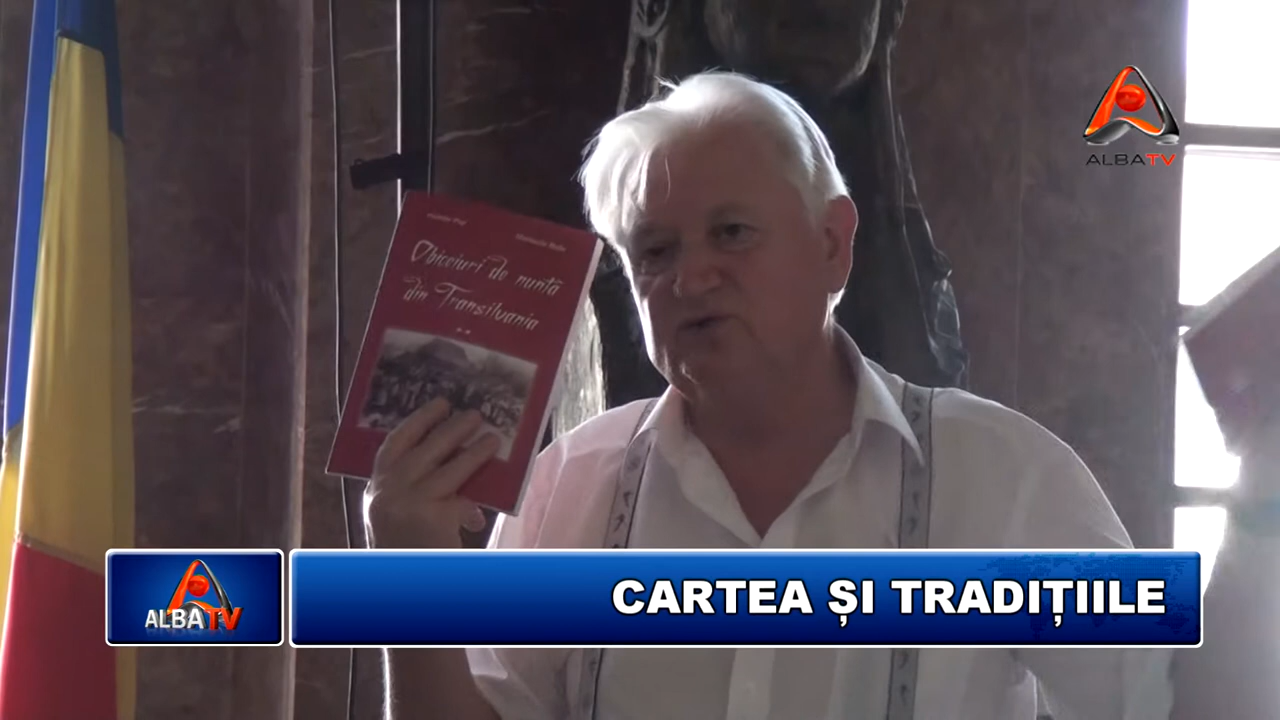 ALBATV
Obiceiuri de nuntă
din Transilvania
ALBATV
CARTEA ȘI TRADIȚIILE